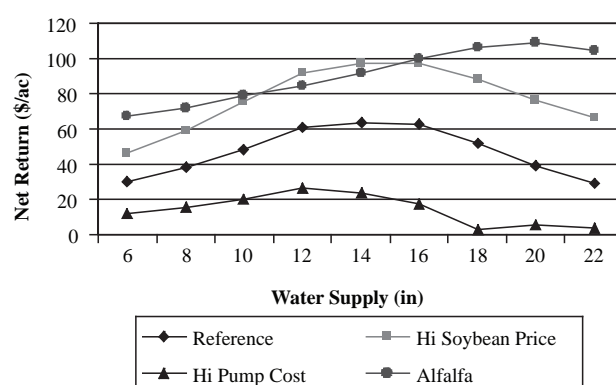 120
100
80
60
40
20
0
Net Return ($/ac)
6 8 10 12 14 16 18 20 22
Water Supply (in)
Reference Hi Soybean Price
Hi Pump Cost Alfalfa